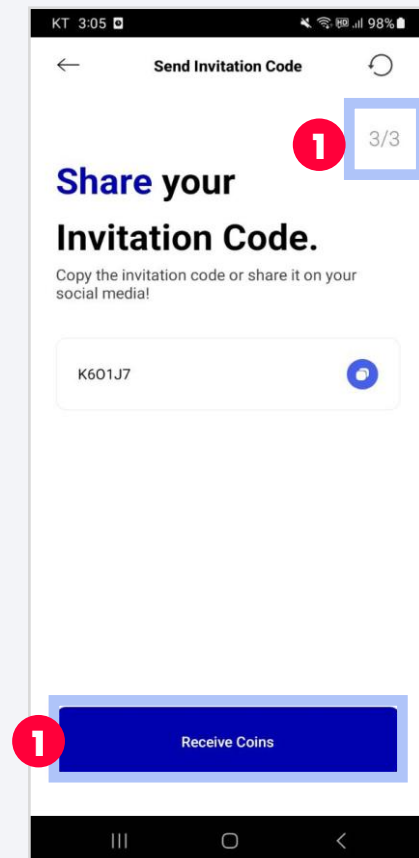 KT 3:05 98%
Send Invitation Code
1 3/3
Share your
Invitation Code.
Copy the invitation code or share it on your
social media!
K6O1J7
1 Receive Coins